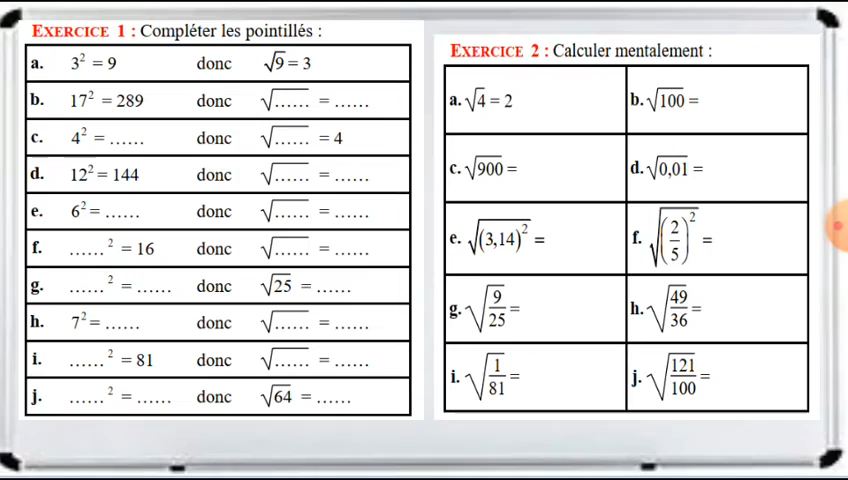 EXERCICE 1 : Compléter les pointillés :
a. 3² = 9 donc √9 = 3
b. 17² = 289 donc √...... = ......
c. 4² = ...... donc √...... = 4
d. 12² = 144 donc √...... = ......
e. 6² = ...... donc √...... = ......
f. ......² = 16 donc √...... = ......
g. ......² = ...... donc √25 = ......
h. 7² = ...... donc √...... = ......
i. ......² = 81 donc √...... = ......
j. ......² = ...... donc √64 = ......
EXERCICE 2 : Calculer mentalement :
a. √4 = 2 b. √100 =
c. √900 = d. √0,01 =
e. √(3,14)² = f. √(2/5)² =
g. √(9/25) = h. √(49/36) =
i. √(1/81) = j. √(121/100) =